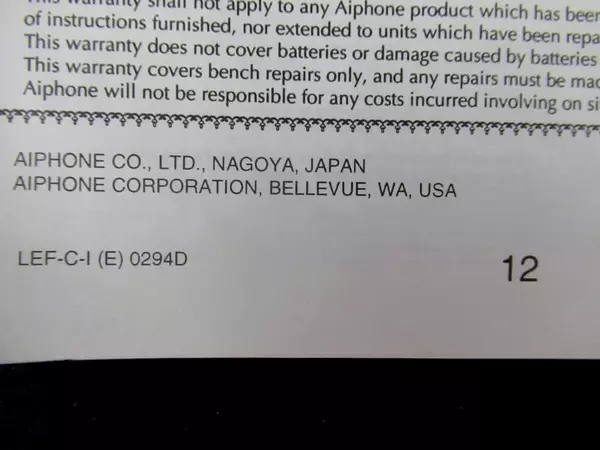 This warranty shall not apply to any Aiphone product which has been
of instructions furnished, nor extended to units which have been repa
This warranty does not cover batteries or damage caused by batteries
This warranty covers bench repairs only, and any repairs must be mad
Aiphone will not be responsible for any costs incurred involving on si
AIPHONE CO., LTD., NAGOYA, JAPAN
AIPHONE CORPORATION, BELLEVUE, WA, USA
LEF-C-I (E) 0294D
12